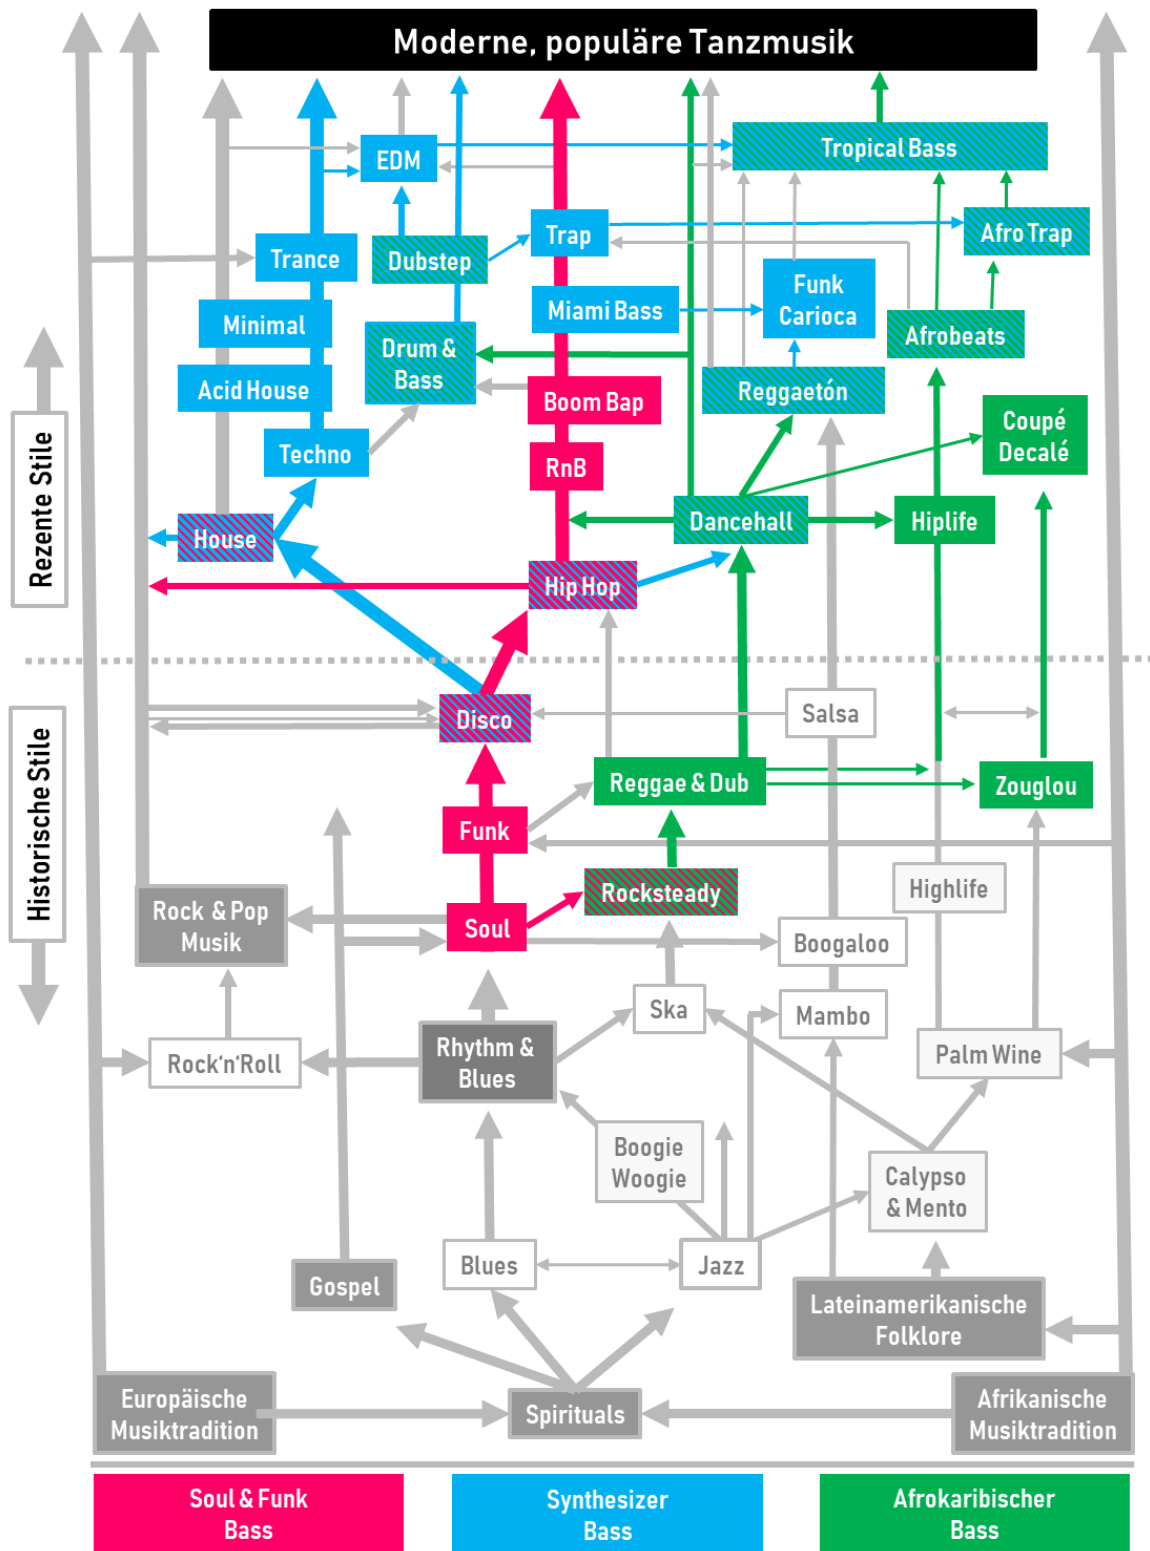 Moderne, populäre Tanzmusik
EDM
Tropical Bass
Trance
Dubstep
Trap
Afro Trap
Minimal
Miami Bass
Funk
Carioca
Drum &
Bass
Afrobeats
Acid House
Boom Bap
Reggaetón
Coupé
Decalé
Techno
RnB
Rezente Stile
House
Dancehall
Hiplife
Hip Hop
Disco
Salsa
Historische Stile
Reggae & Dub
Zouglou
Funk
Rock & Pop
Musik
Soul
Rocksteady
Highlife
Boogaloo
Ska
Mambo
Rock'n'Roll
Rhythm &
Blues
Palm Wine
Boogie
Woogie
Calypso
& Mento
Gospel
Blues
Jazz
Lateinamerikanische
Folklore
Europäische
Musiktradition
Spirituals
Afrikanische
Musiktradition
Soul & Funk
Bass
Synthesizer
Bass
Afrokaribischer
Bass